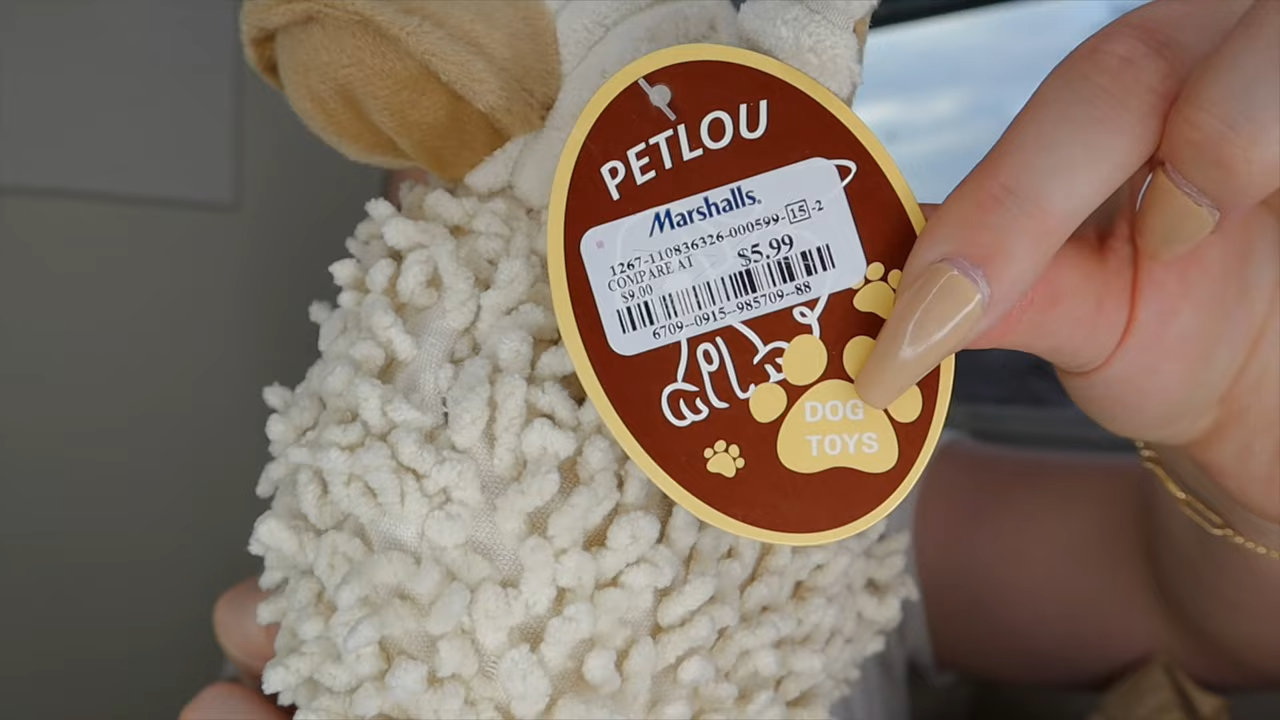 PETLOU
Marshalls.
1267-110836326-000599-15-2
COMPARE AT $5.99
$9.00
6709--0915--985709--88
DOG
TOYS